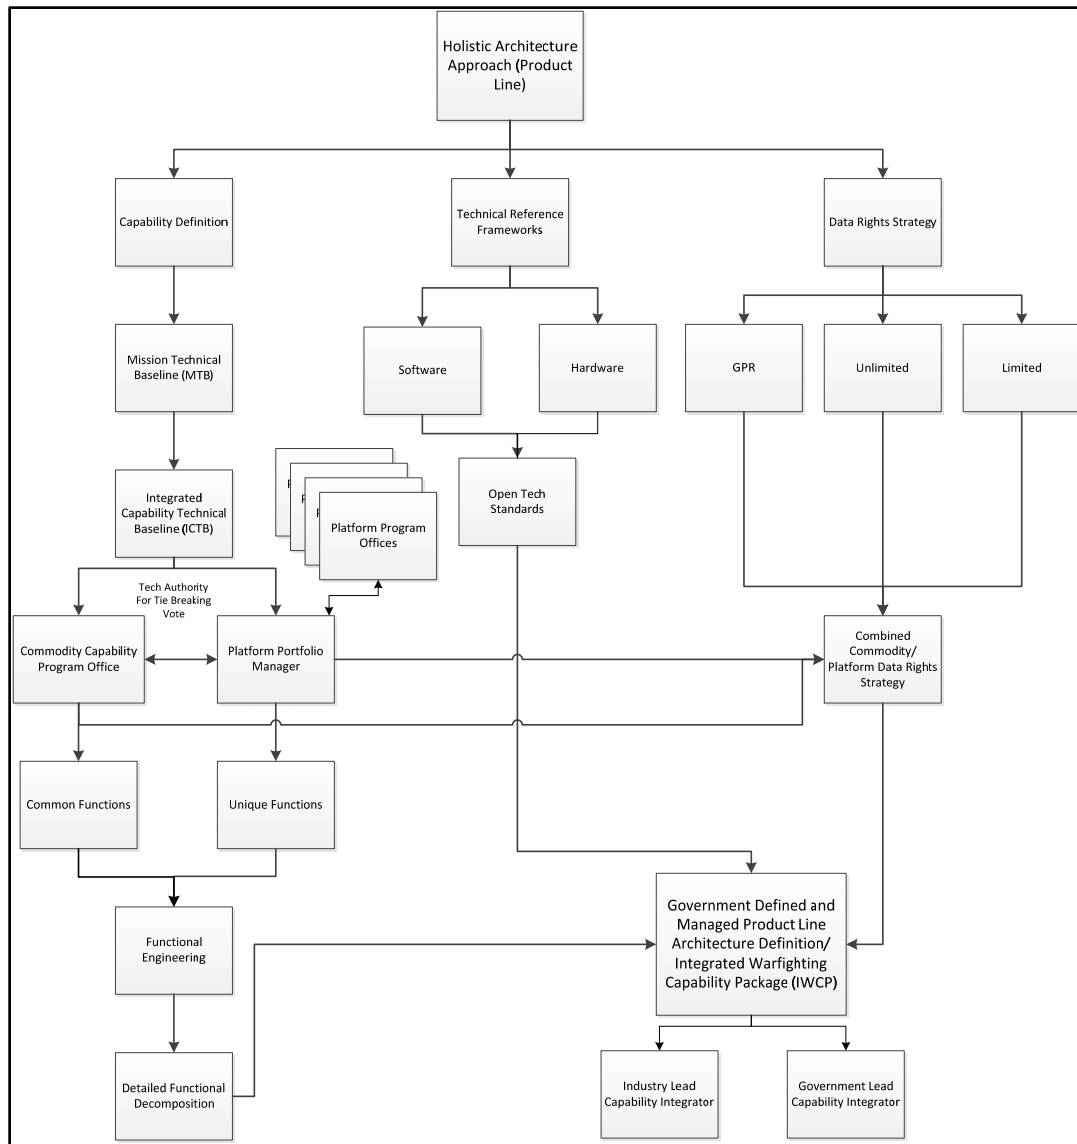 Holistic Architecture
Approach (Product
Line)
Capability Definition
Technical Reference
Frameworks
Data Rights Strategy
Mission Technical
Baseline (MTB)
Software
Hardware
GPR
Unlimited
Limited
Integrated
Capability Technical
Baseline (ICTB)
Platform Program
Offices
Open Tech
Standards
Tech Authority
For Tie Breaking
Vote
Commodity Capability
Program Office
Platform Portfolio
Manager
Combined
Commodity/
Platform Data Rights
Strategy
Common Functions
Unique Functions
Functional
Engineering
Government Defined and
Managed Product Line
Architecture Definition/
Integrated Warfighting
Capability Package (IWCP)
Detailed Functional
Decomposition
Industry Lead
Capability Integrator
Government Lead
Capability Integrator